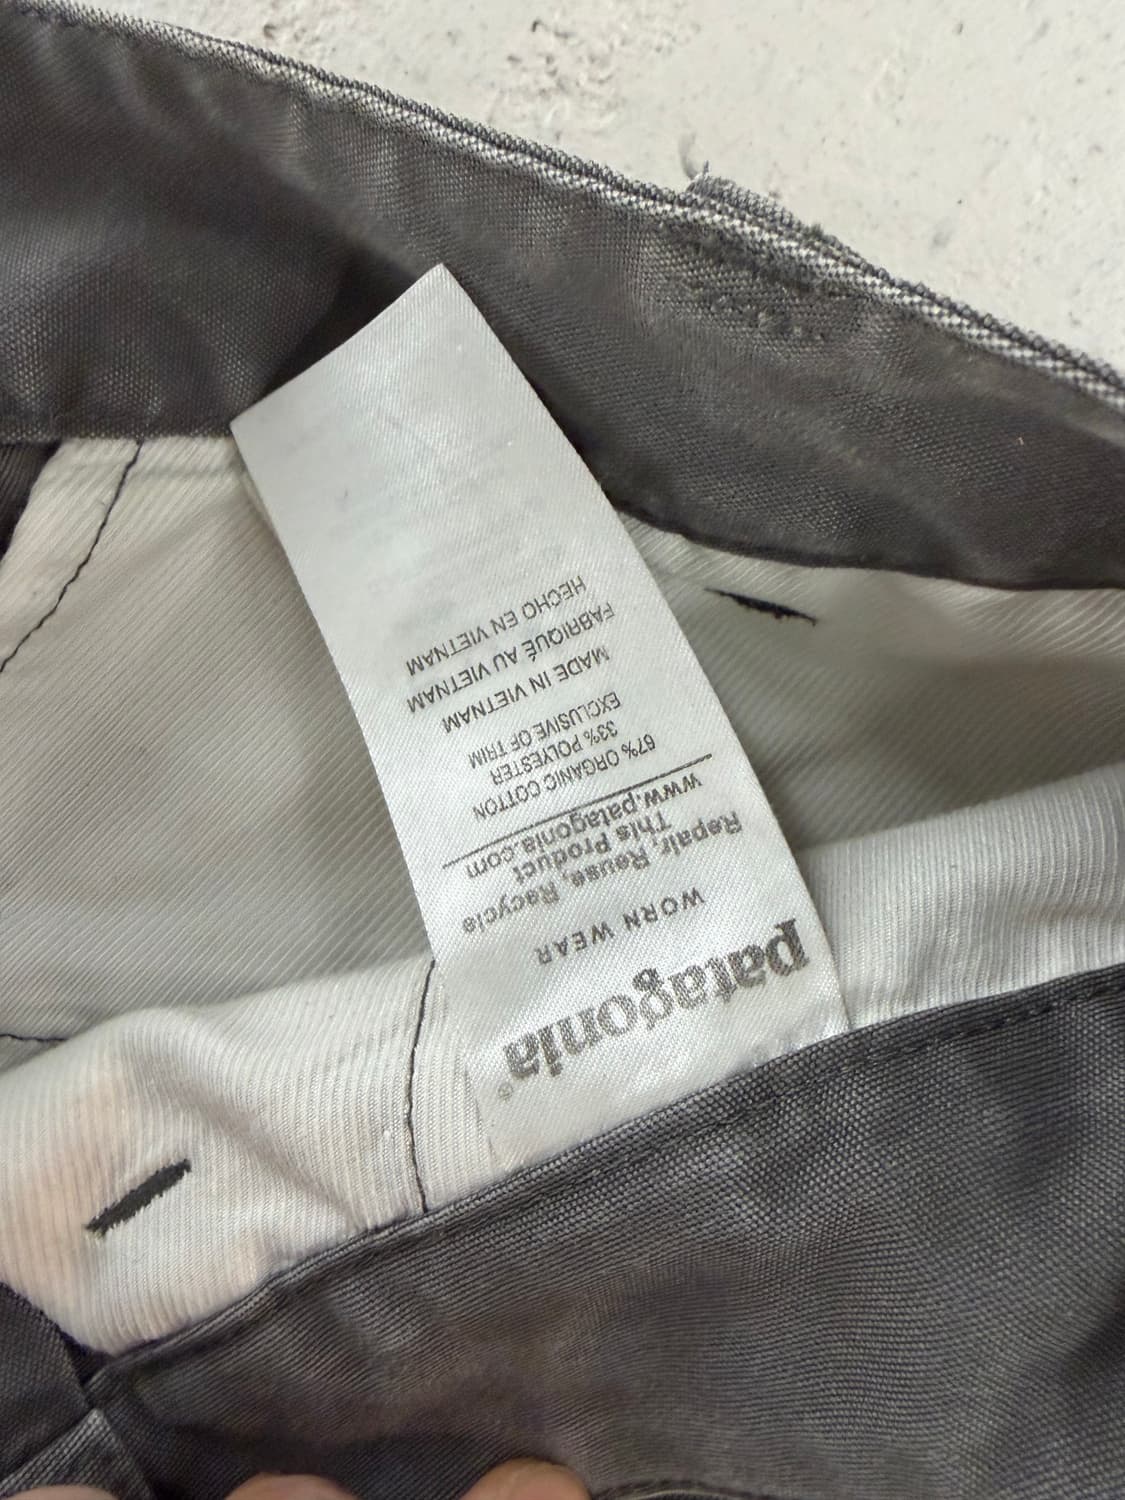 patagonia®
WORN WEAR
Repair, Reuse, Recycle
This Product
www.patagonia.com
67% ORGANIC COTTON
33% POLYESTER
EXCLUSIVE OF TRIM
MADE IN VIETNAM
FABRIQUÉ AU VIETNAM
HECHO EN VIETNAM